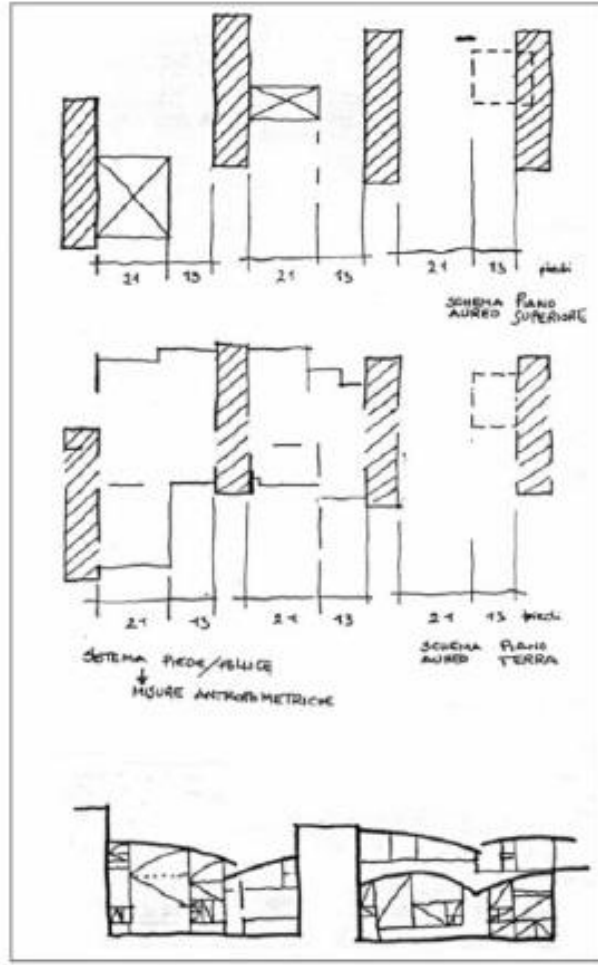 21 13 21 13 21 13 piedi
SCHEMA PIANO
AUREO SUPERIORE
21 13 21 13 21 13 piedi
SCHEMA PIANO
AUREO TERRA
SISTEMA PIEDE/POLLICE
MISURE ANTROPOMETRICHE